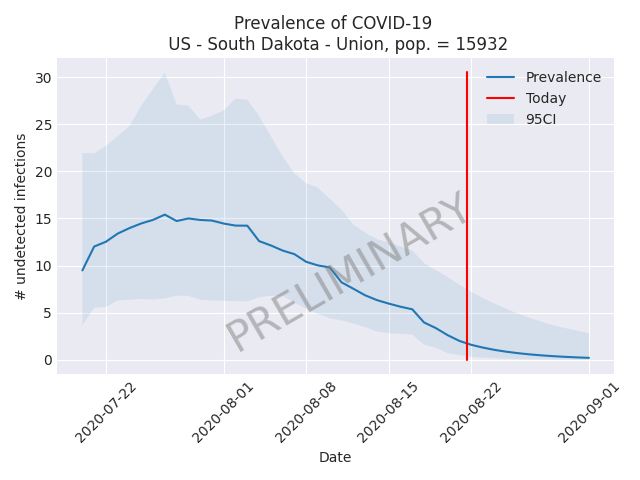 Prevalence of COVID-19
US - South Dakota - Union, pop. = 15932
# undetected infections
30
25
20
15
10
5
0
Prevalence
Today
95CI
PRELIMINARY
2020-07-22
2020-08-01
2020-08-08
2020-08-15
2020-08-22
2020-09-01
Date